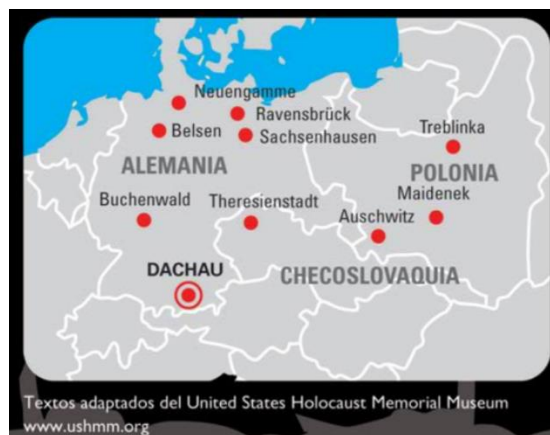 Neuengamme
Ravensbrück
Belsen
Sachsenhausen
Treblinka
ALEMANIA
POLONIA
Buchenwald
Theresienstadt
Maidenek
Auschwitz
DACHAU
CHECOSLOVAQUIA
Textos adaptados del United States Holocaust Memorial Museum
www.ushmm.org